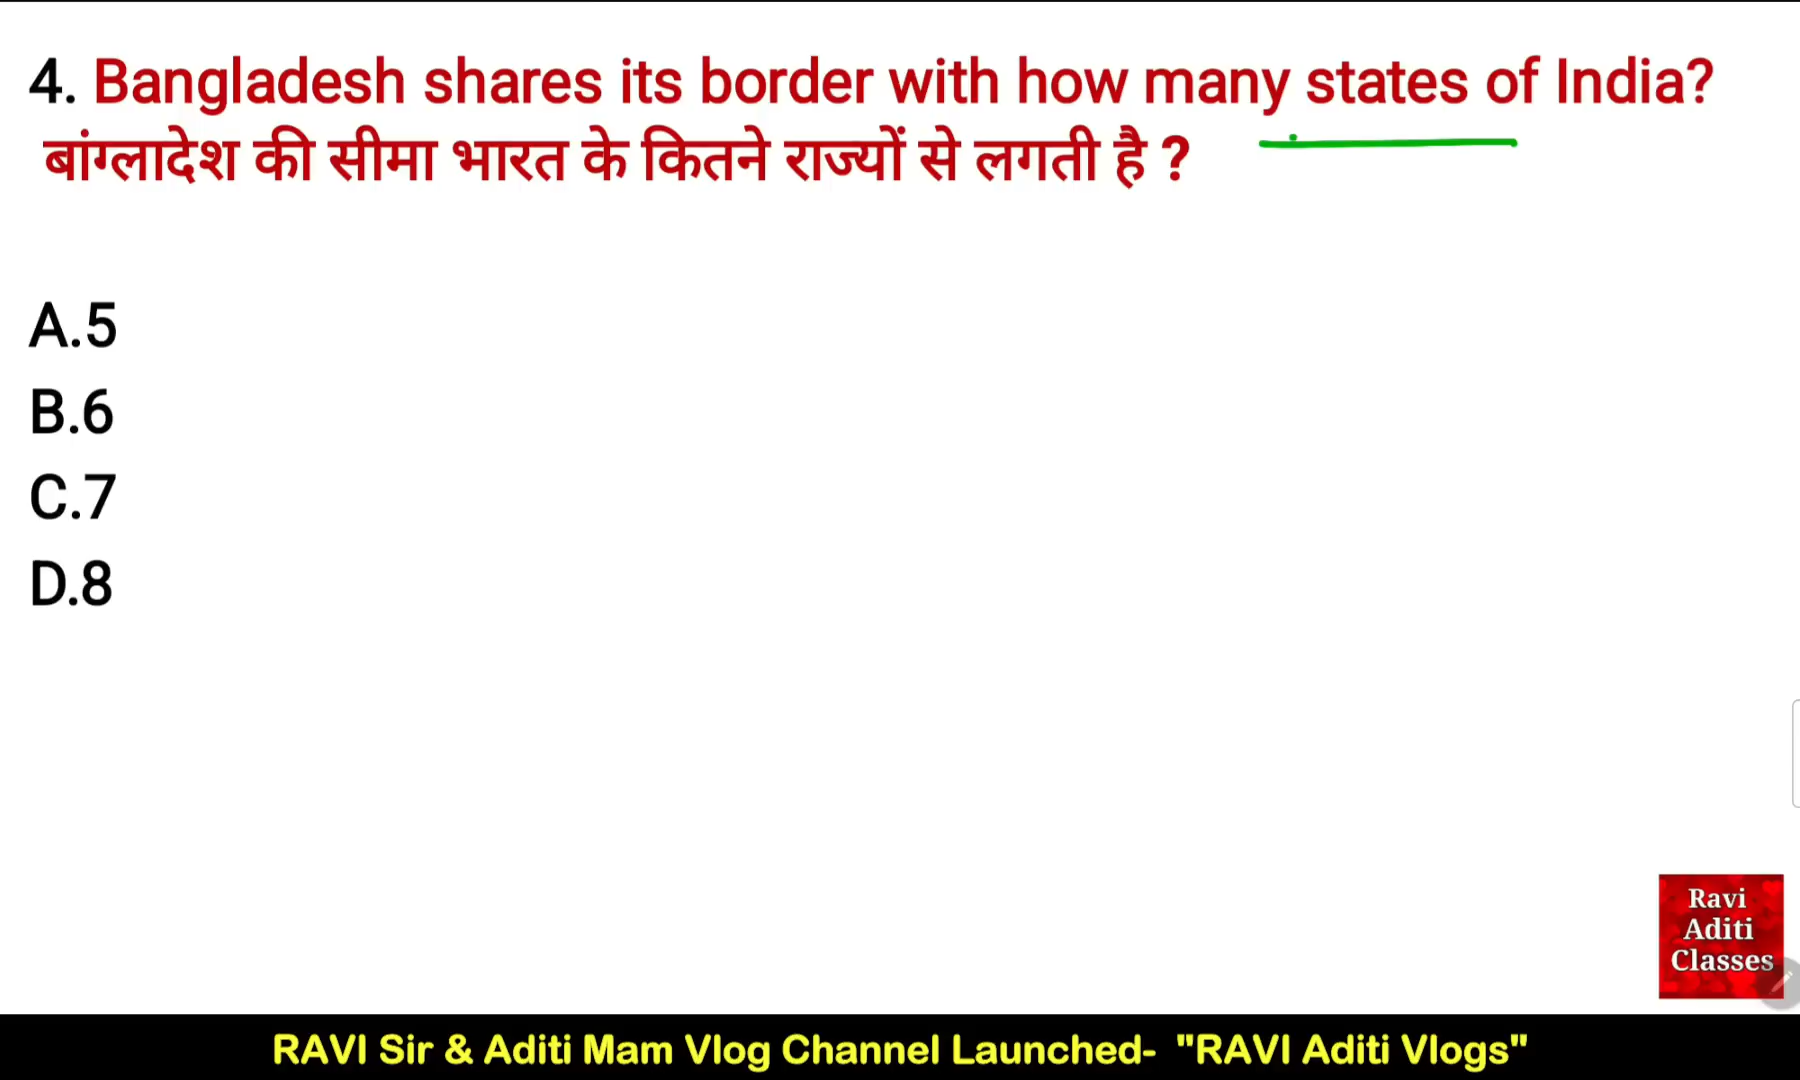 4. Bangladesh shares its border with how many states of India?
बांग्लादेश की सीमा भारत के कितने राज्यों से लगती है ?
A.5
B.6
C.7
D.8
Ravi
Aditi
Classes
RAVI Sir & Aditi Mam Vlog Channel Launched- "RAVI Aditi Vlogs"